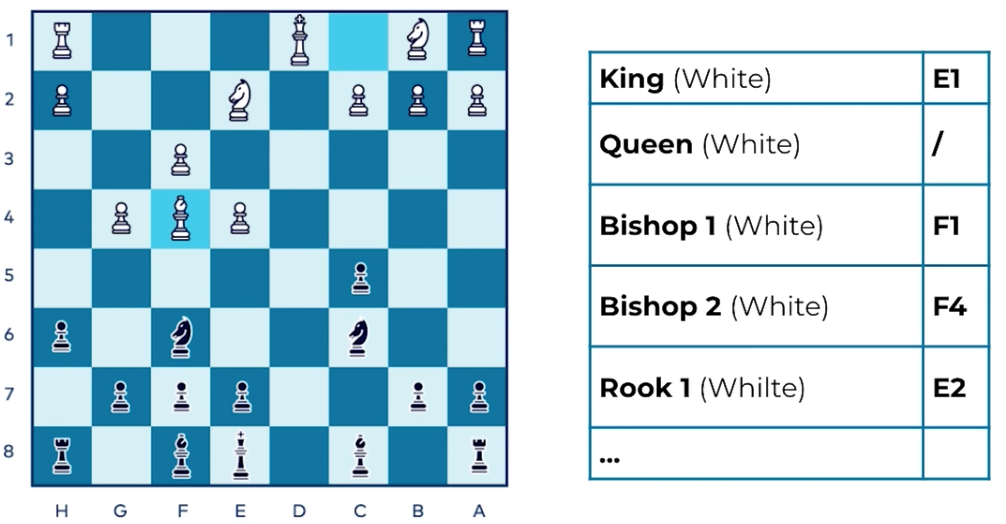 1
2
3
4
5
6
7
8
H G F E D C B A
King (White) E1
Queen (White) /
Bishop 1 (White) F1
Bishop 2 (White) F4
Rook 1 (Whilte) E2
...